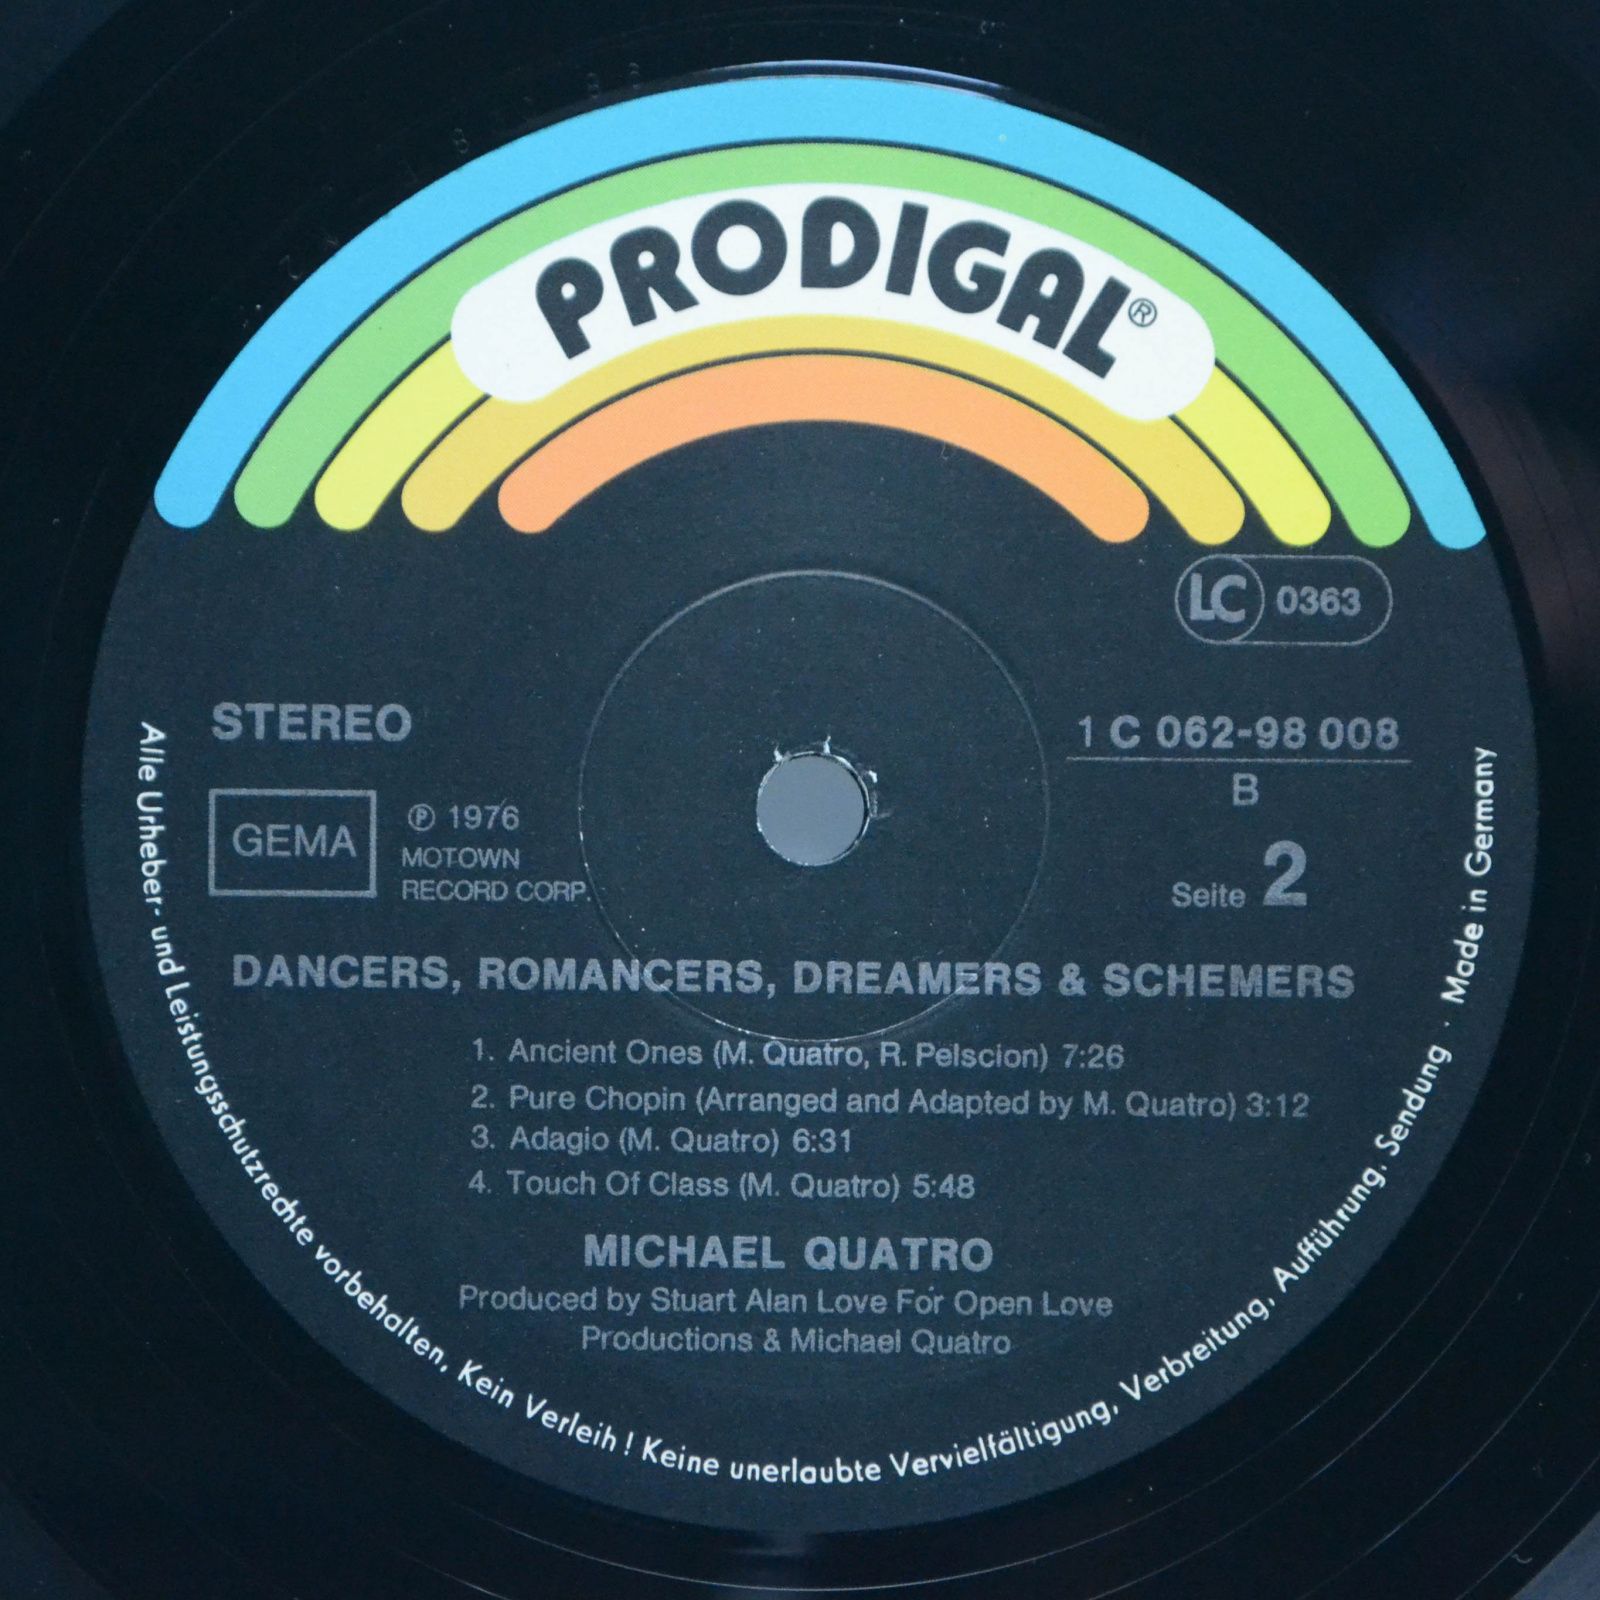 PRODIGAL®
LC 0363
STEREO
1 C 062-98 008
B
GEMA
℗ 1976
MOTOWN
RECORD CORP.
Seite 2
DANCERS, ROMANCERS, DREAMERS & SCHEMERS
1. Ancient Ones (M. Quatro, R. Pelscion) 7:26
2. Pure Chopin (Arranged and Adapted by M. Quatro) 3:12
3. Adagio (M. Quatro) 6:31
4. Touch Of Class (M. Quatro) 5:48
MICHAEL QUATRO
Produced by Stuart Alan Love For Open Love
Productions & Michael Quatro
Alle Urheber- und Leistungsschutzrechte vorbehalten. Kein Verleih! Keine unerlaubte Vervielfältigung, Verbreitung, Aufführung, Sendung · Made in Germany